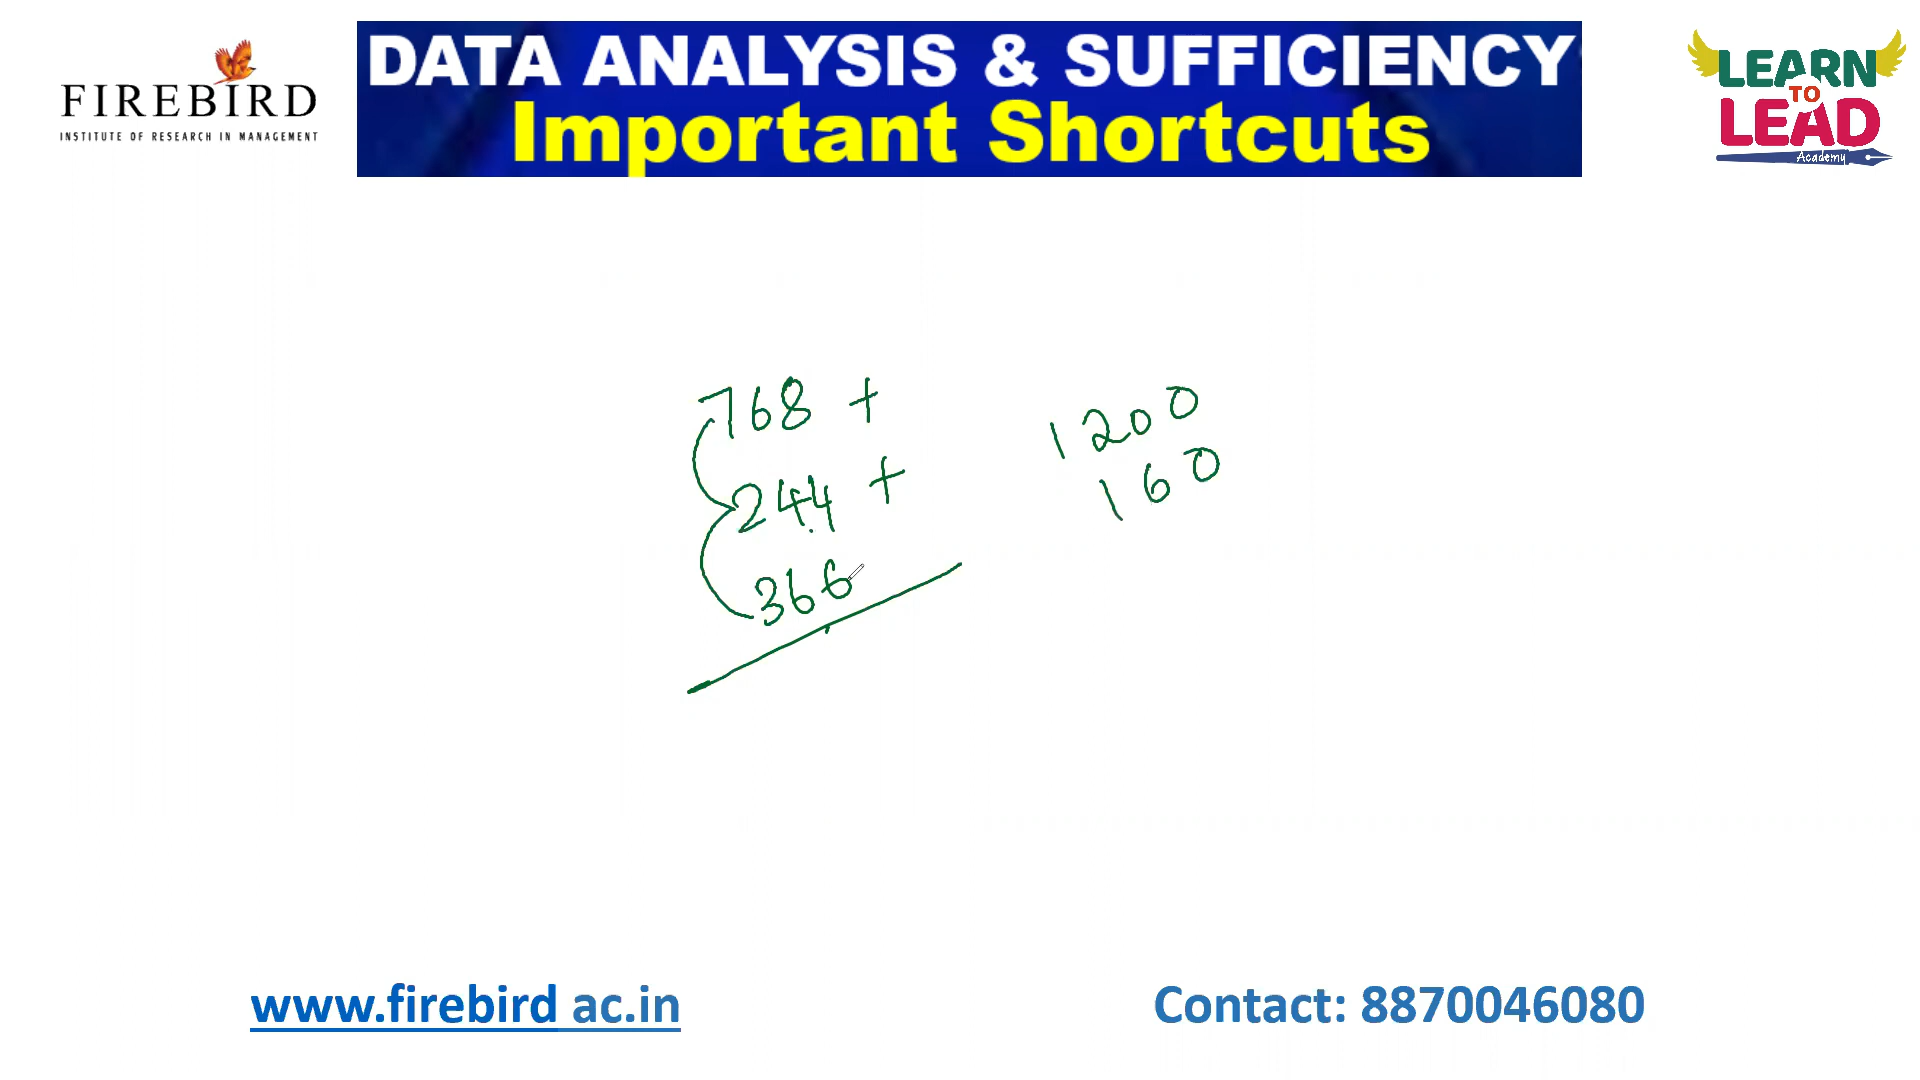 FIREBIRD
INSTITUTE OF RESEARCH IN MANAGEMENT
DATA ANALYSIS & SUFFICIENCY
Important Shortcuts
LEARN
TO
LEAD
Academy
768 +
244 +
366
1200
160
www.firebird ac.in
Contact: 8870046080